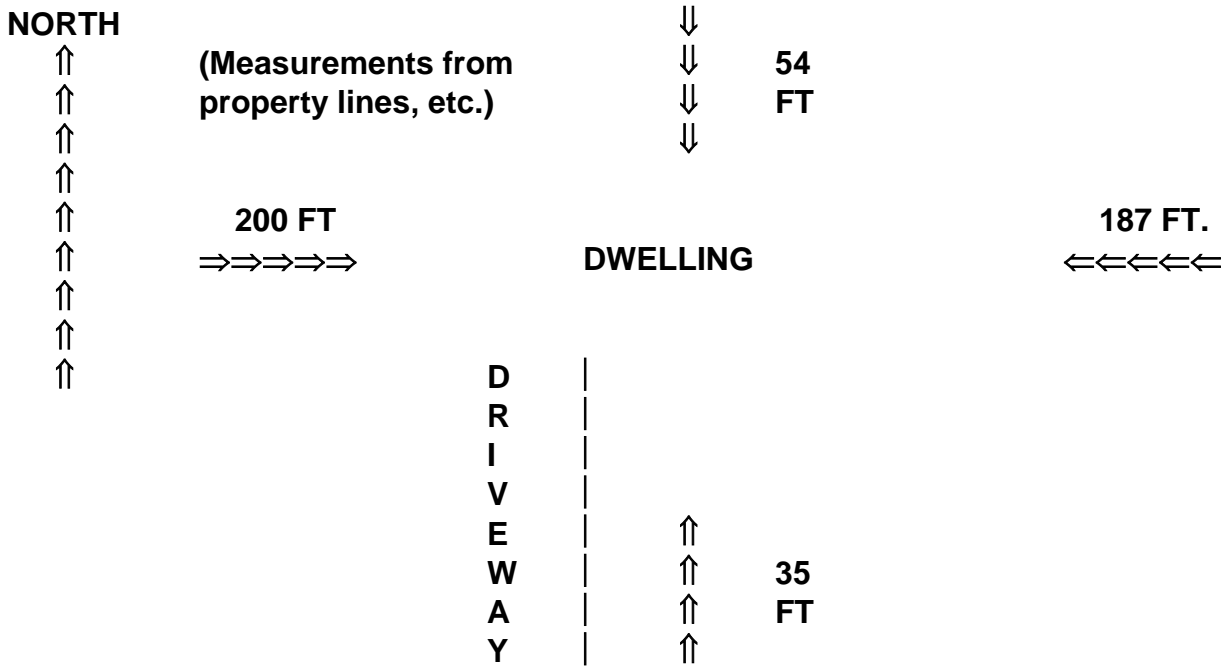 NORTH
⇓
⇑ (Measurements from ⇓ 54
⇑ property lines, etc.) ⇓ FT
⇑ ⇓
⇑
⇑ 200 FT 187 FT.
⇑ ⇒⇒⇒⇒⇒ DWELLING ⇐⇐⇐⇐⇐
⇑
⇑
⇑ D |
R |
I |
V |
E | ⇑
W | ⇑ 35
A | ⇑ FT
Y | ⇑